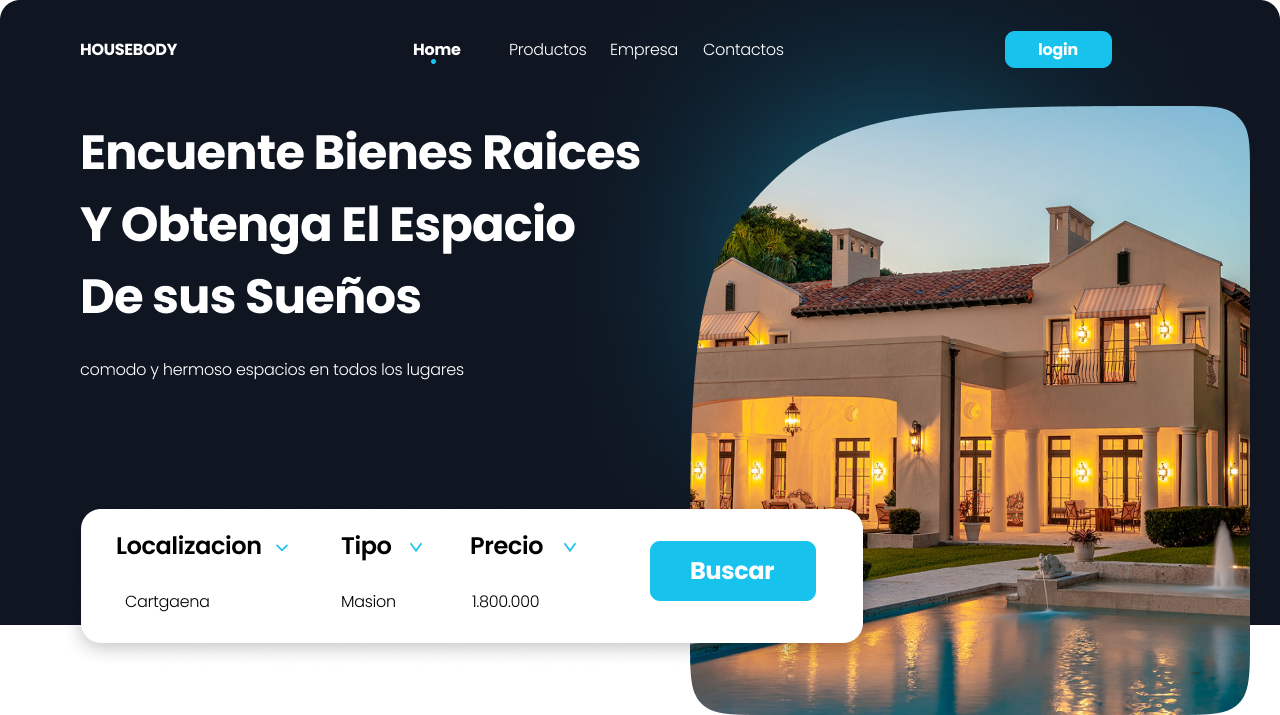 HOUSEBODY
Home Productos Empresa Contactos
login
Encuente Bienes Raices
Y Obtenga El Espacio
De sus Sueños
comodo y hermoso espacios en todos los lugares
Localizacion Tipo Precio
Buscar
Cartgaena Masion 1.800.000